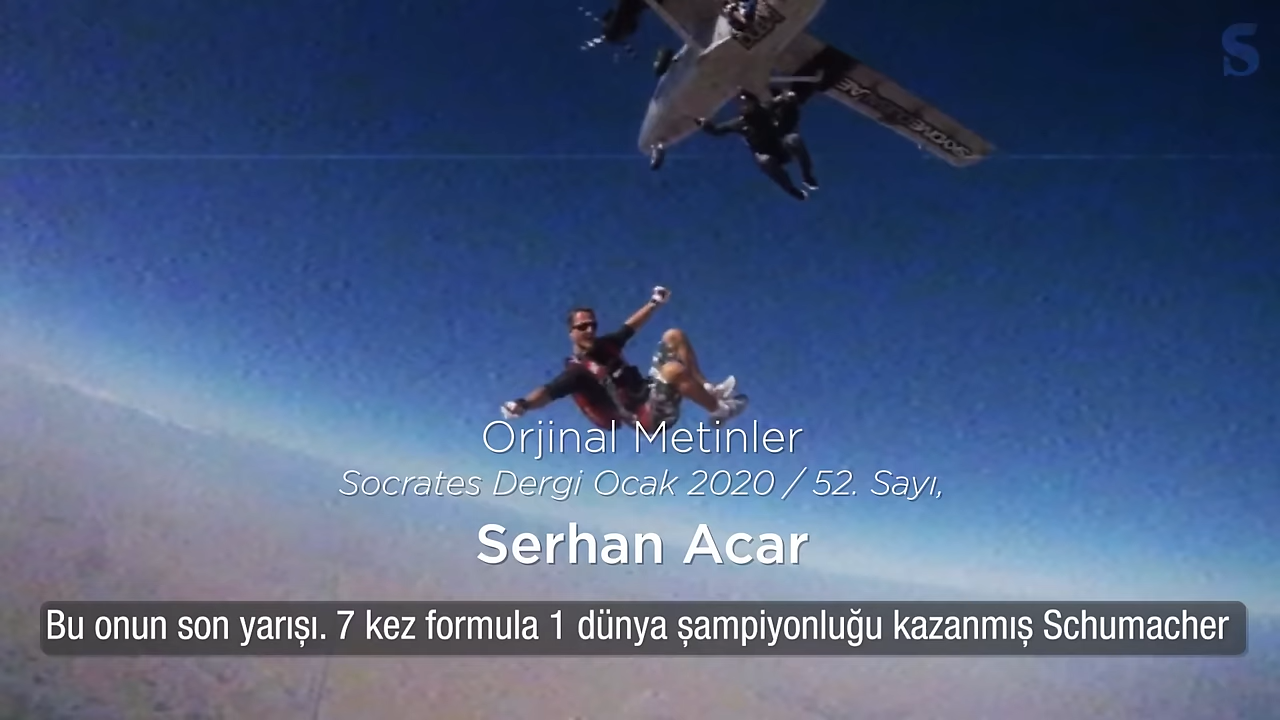 S
Orjinal Metinler
Socrates Dergi Ocak 2020 / 52. Sayı,
Serhan Acar
Bu onun son yarışı. 7 kez formula 1 dünya şampiyonluğu kazanmış Schumacher